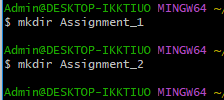 Admin@DESKTOP-IKKTIUO MINGW64 ~/
$ mkdir Assignment_1
Admin@DESKTOP-IKKTIUO MINGW64 ~/
$ mkdir Assignment_2
Admin@DESKTOP-IKKTIUO MINGW64 ~/